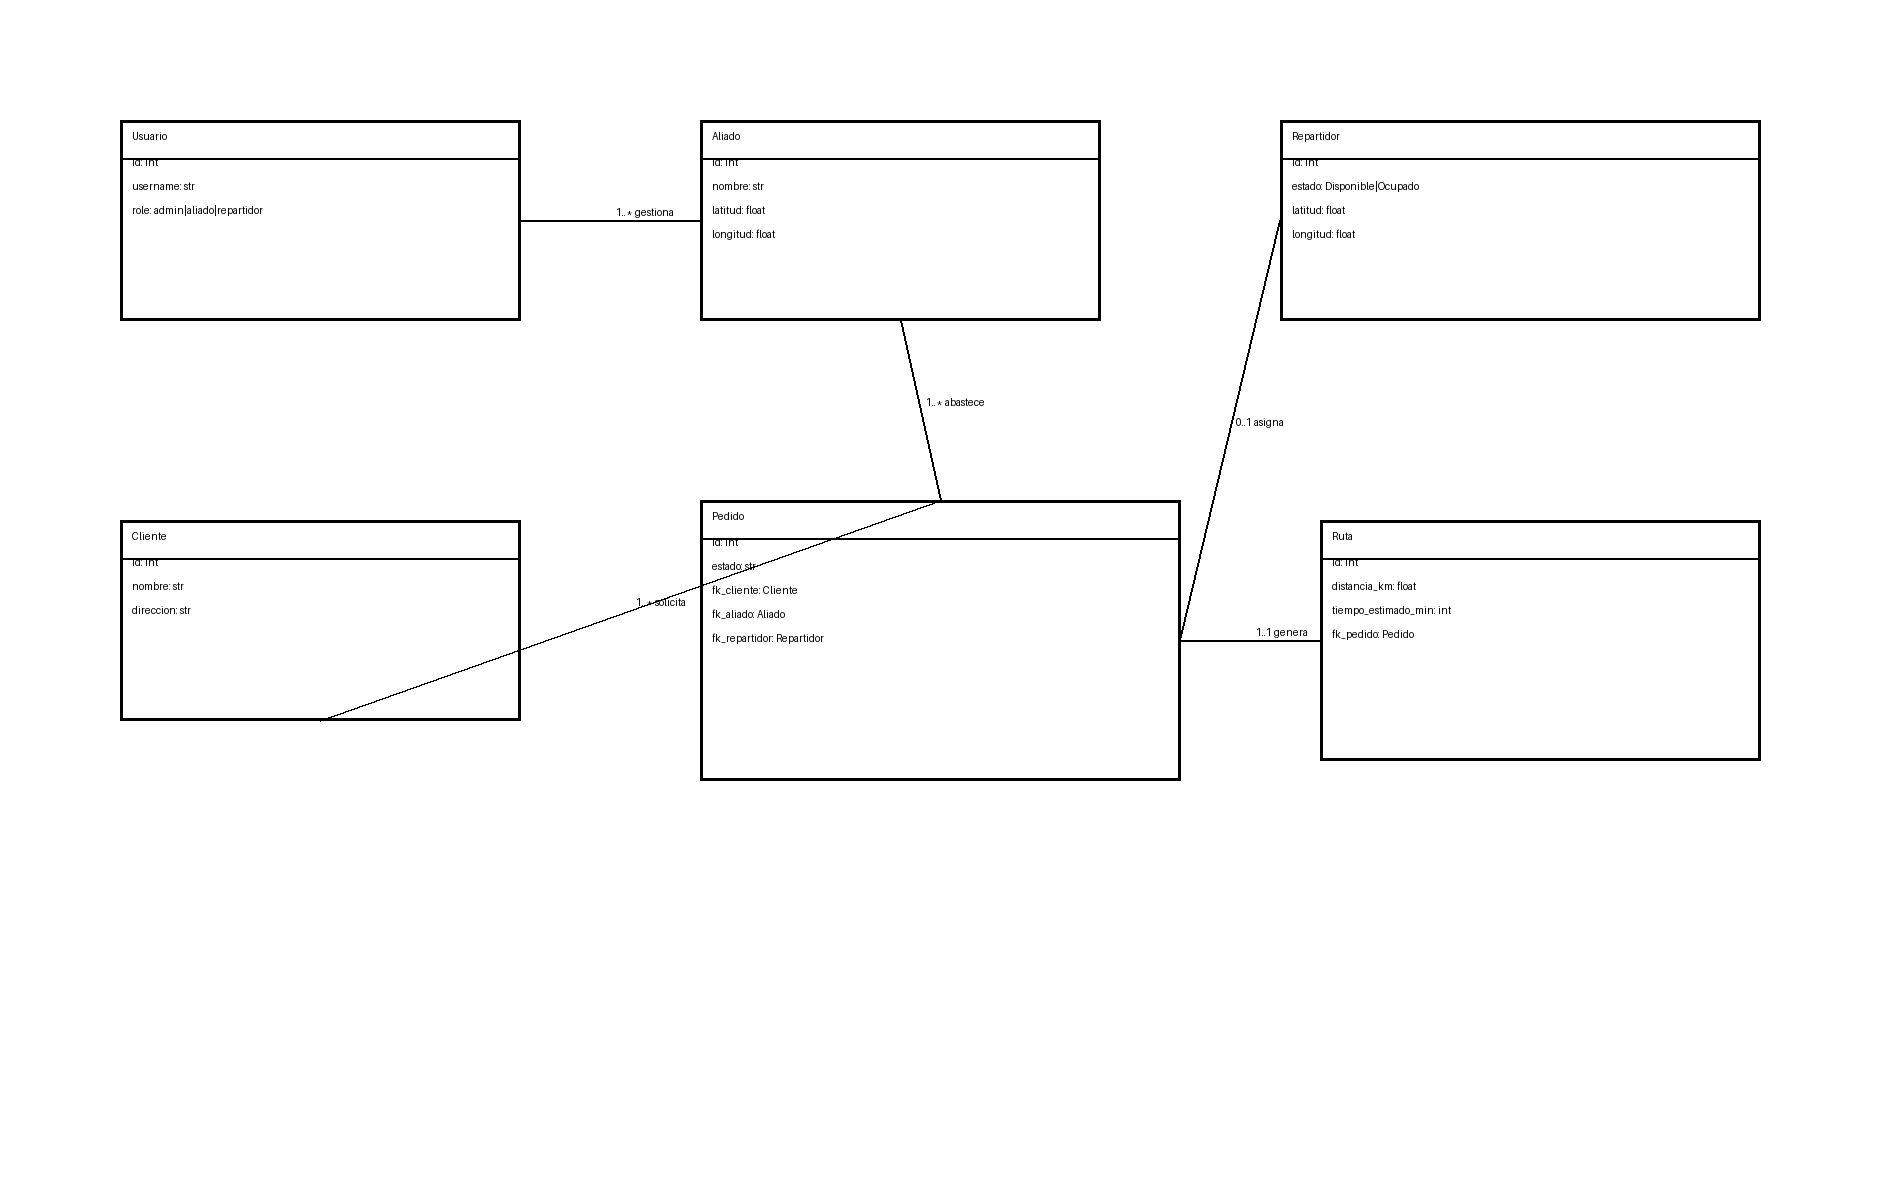 Usuario
id: int
username: str
role: admin|aliado|repartidor
1..* gestiona
Aliado
id: int
nombre: str
latitud: float
longitud: float
Repartidor
id: int
estado: Disponible|Ocupado
latitud: float
longitud: float
1..* abastece
0..1 asigna
Cliente
id: int
nombre: str
direccion: str
1..* solicita
Pedido
id: int
estado: str
fk_cliente: Cliente
fk_aliado: Aliado
fk_repartidor: Repartidor
1..1 genera
Ruta
id: int
distancia_km: float
tiempo_estimado_min: int
fk_pedido: Pedido